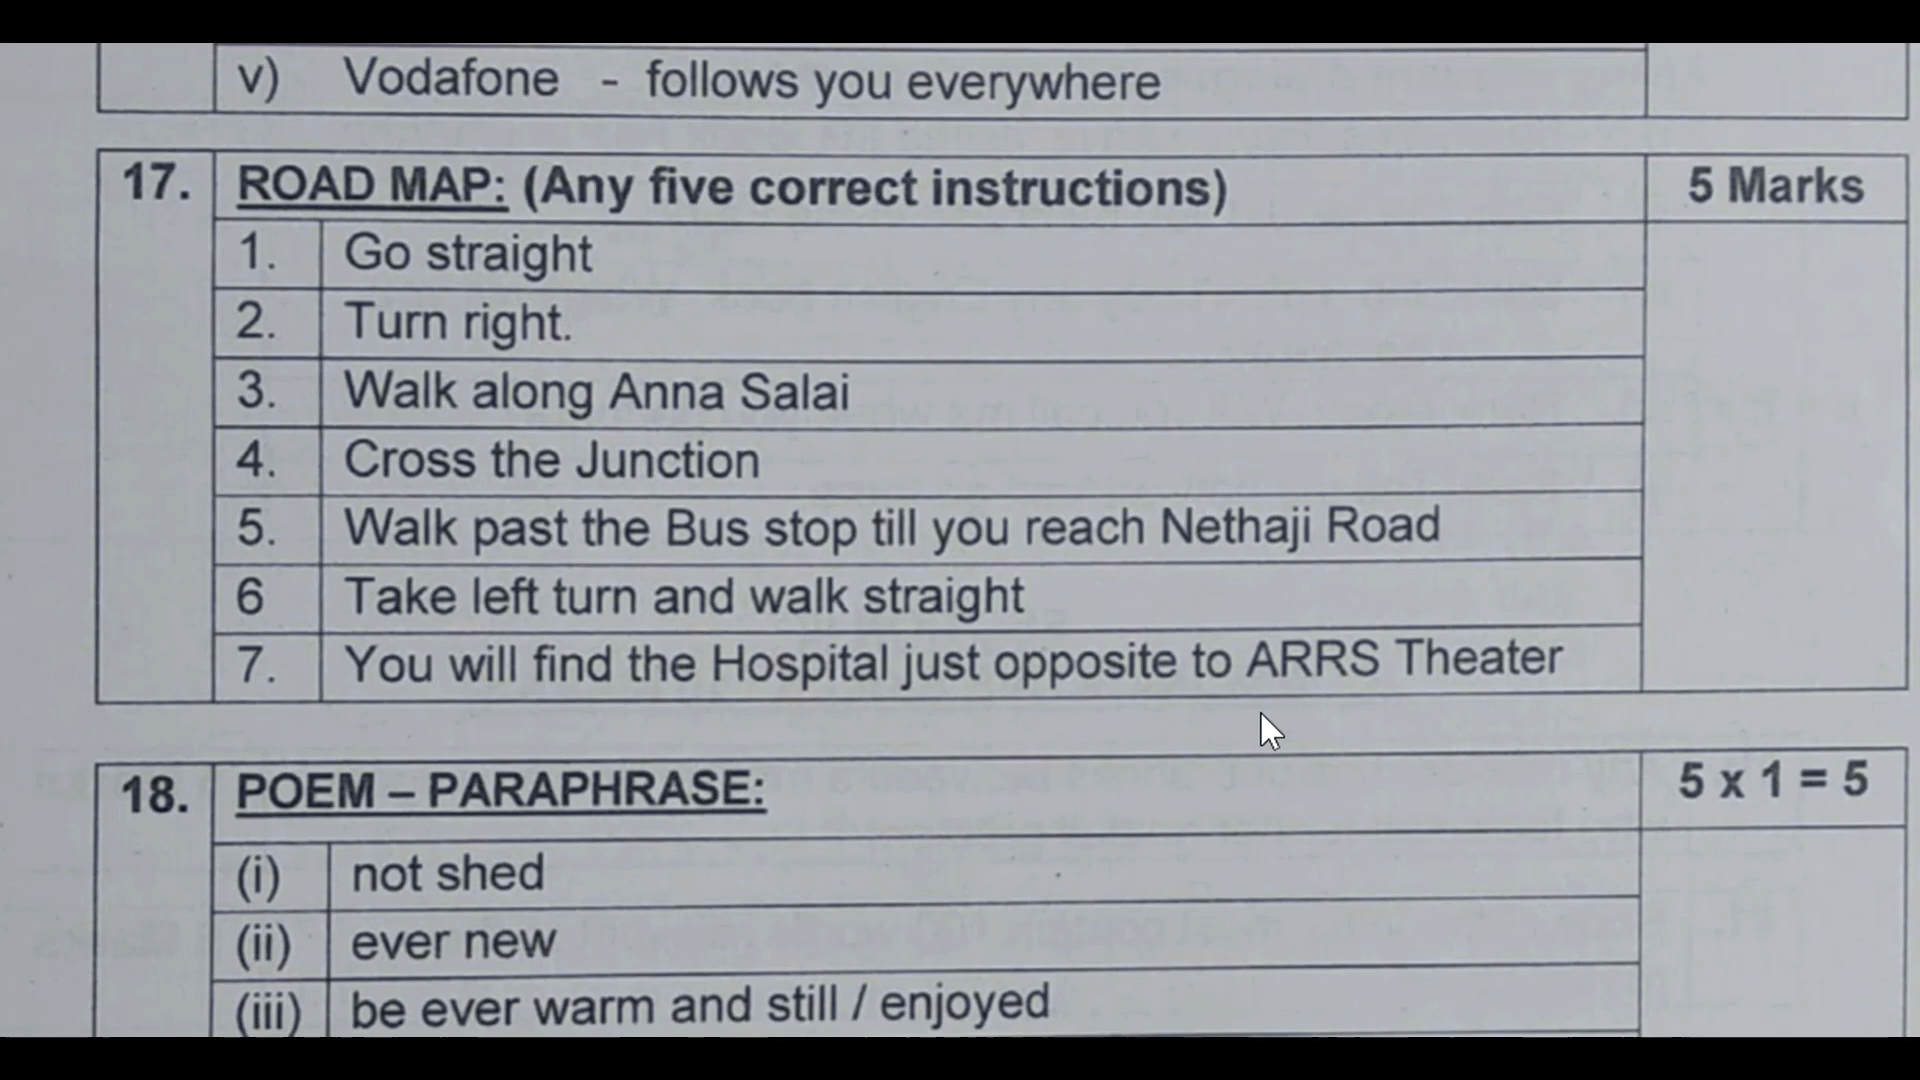 v) Vodafone - follows you everywhere
17. ROAD MAP: (Any five correct instructions) 5 Marks
1. Go straight
2. Turn right.
3. Walk along Anna Salai
4. Cross the Junction
5. Walk past the Bus stop till you reach Nethaji Road
6 Take left turn and walk straight
7. You will find the Hospital just opposite to ARRS Theater
18. POEM – PARAPHRASE: 5 x 1 = 5
(i) not shed
(ii) ever new
(iii) be ever warm and still / enjoyed